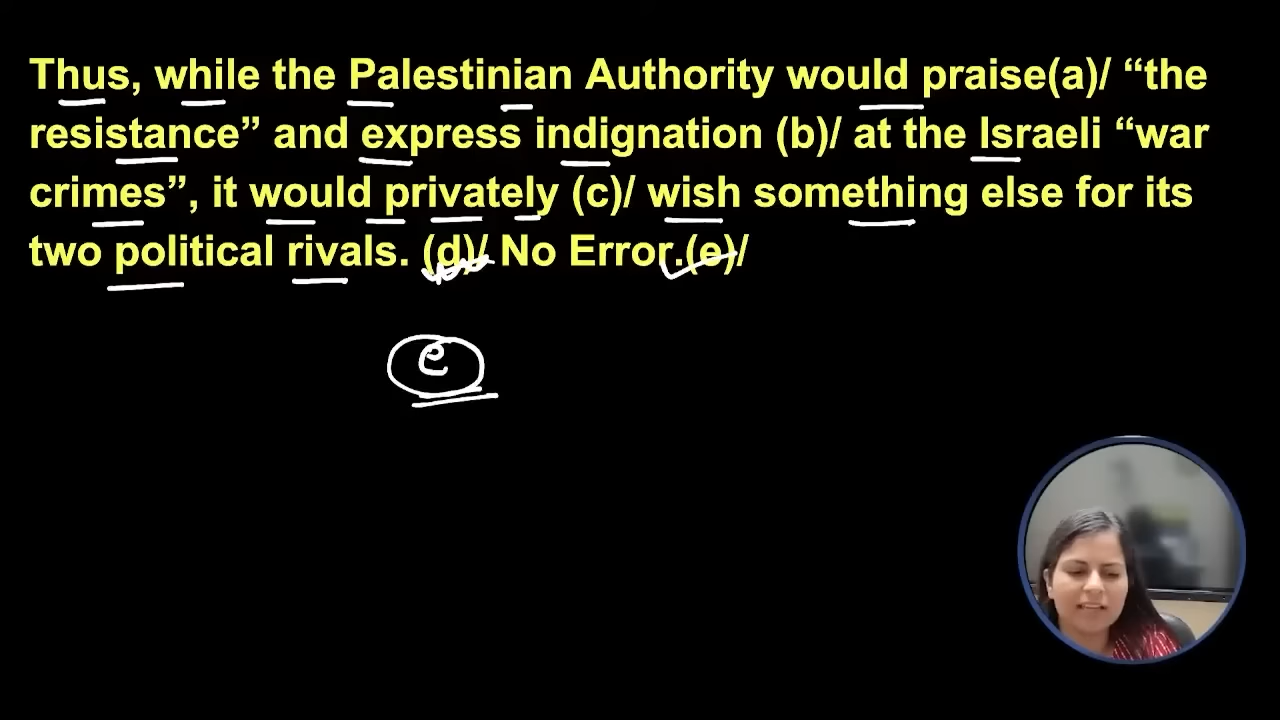 Thus, while the Palestinian Authority would praise(a)/ “the
resistance” and express indignation (b)/ at the Israeli “war
crimes”, it would privately (c)/ wish something else for its
two political rivals. (d)/ No Error.(e)/
e